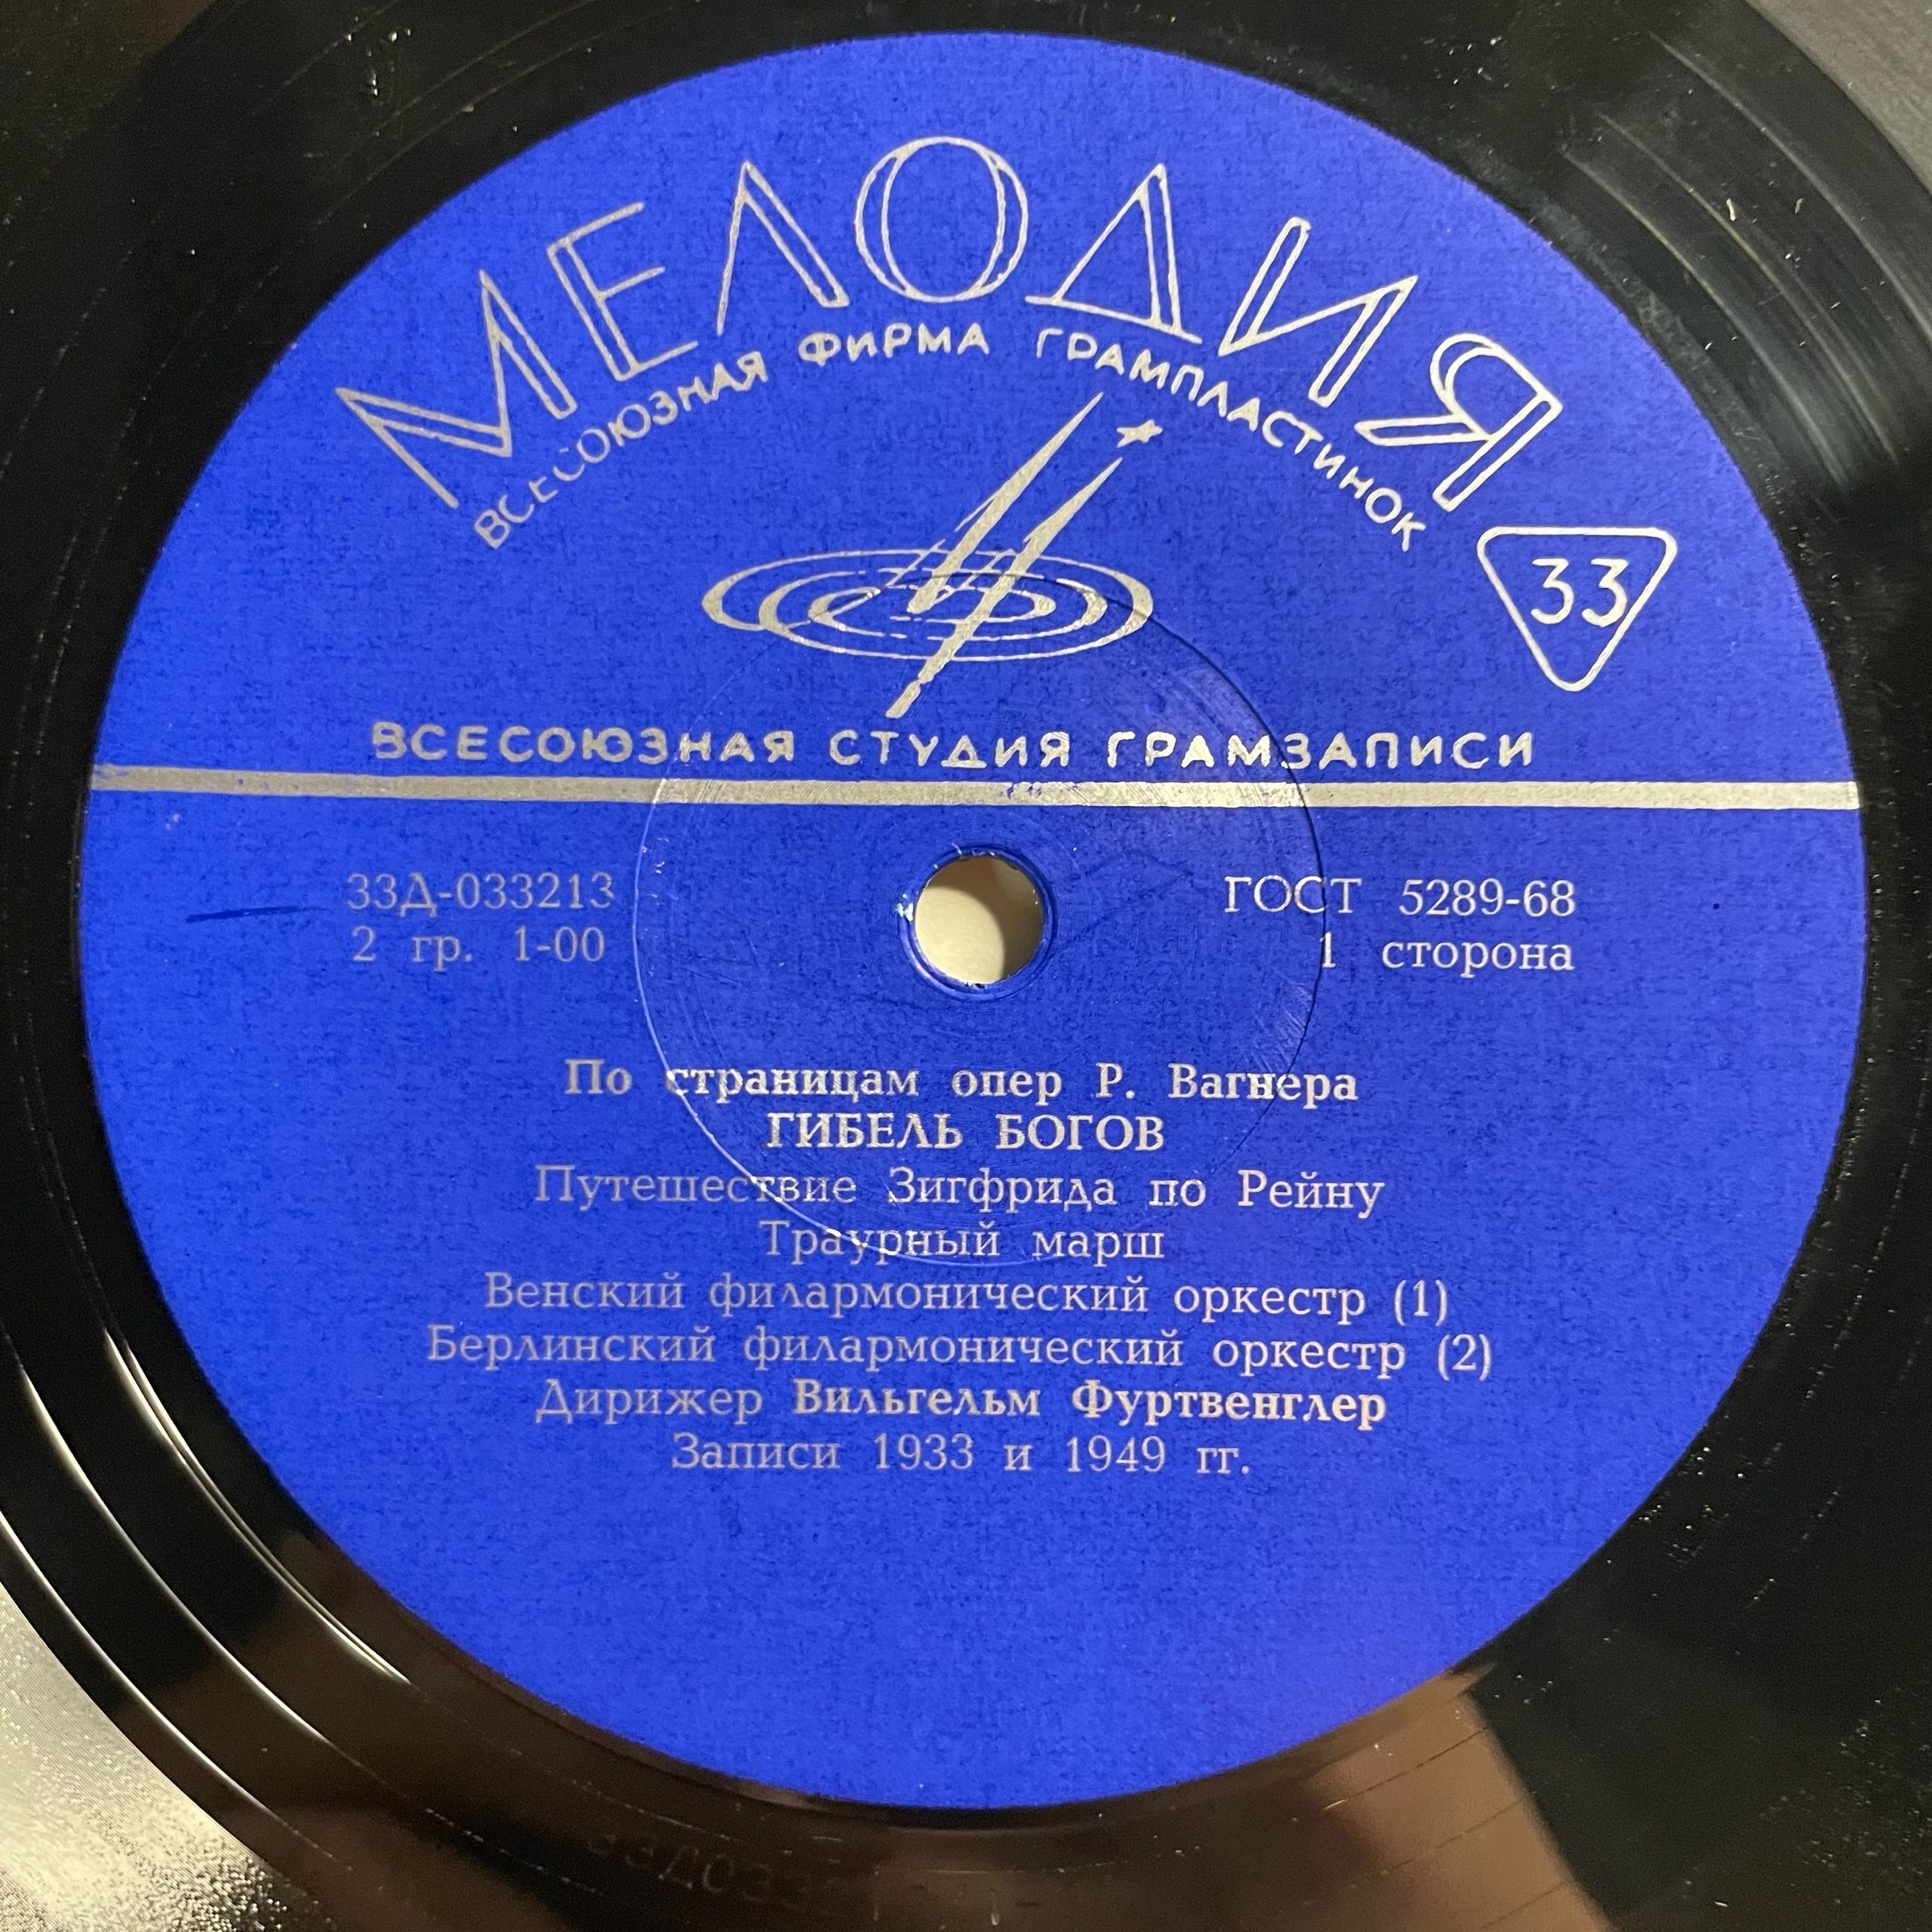 МЕЛОДИЯ
ВСЕСОЮЗНАЯ ФИРМА ГРАМПЛАСТИНОК
33
ВСЕСОЮЗНАЯ СТУДИЯ ГРАМЗАПИСИ
33Д-033213
2 гр. 1-00
ГОСТ 5289-68
1 сторона
По страницам опер Р. Вагнера
ГИБЕЛЬ БОГОВ
Путешествие Зигфрида по Рейну
Траурный марш
Венский филармонический оркестр (1)
Берлинский филармонический оркестр (2)
Дирижер Вильгельм Фуртвенглер
Записи 1933 и 1949 гг.